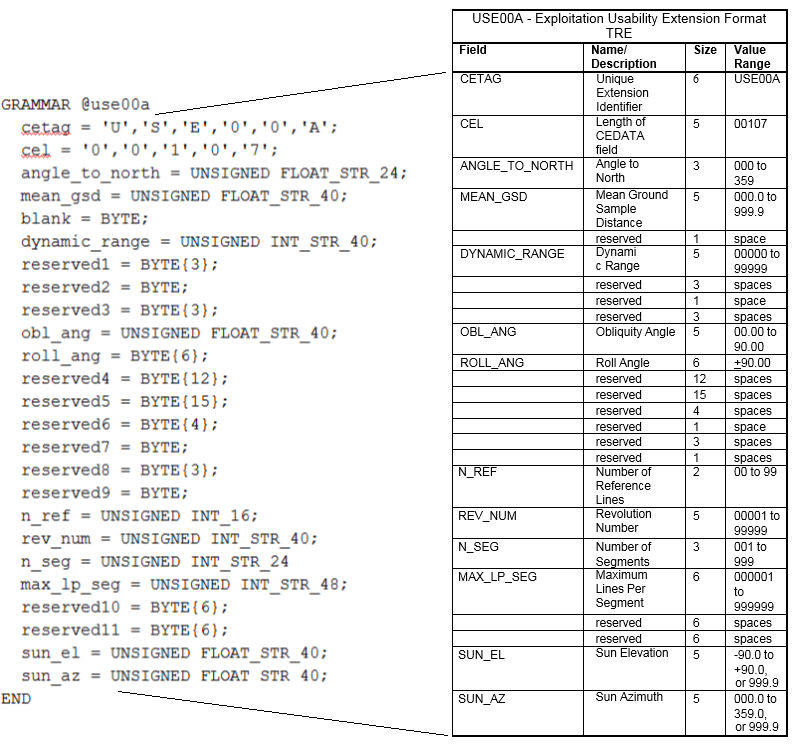 GRAMMAR @use00a
cetag = 'U','S','E','0','0','A';
cel = '0','0','1','0','7';
angle_to_north = UNSIGNED FLOAT_STR_24;
mean_gsd = UNSIGNED FLOAT_STR_40;
blank = BYTE;
dynamic_range = UNSIGNED INT_STR_40;
reserved1 = BYTE{3};
reserved2 = BYTE;
reserved3 = BYTE{3};
obl_ang = UNSIGNED FLOAT_STR_40;
roll_ang = BYTE{6};
reserved4 = BYTE{12};
reserved5 = BYTE{15};
reserved6 = BYTE{4};
reserved7 = BYTE;
reserved8 = BYTE{3};
reserved9 = BYTE;
n_ref = UNSIGNED INT_16;
rev_num = UNSIGNED INT_STR_40;
n_seg = UNSIGNED INT_STR_24
max_lp_seg = UNSIGNED INT_STR_48;
reserved10 = BYTE{6};
reserved11 = BYTE{6};
sun_el = UNSIGNED FLOAT_STR_40;
sun_az = UNSIGNED FLOAT STR 40;
END
USE00A - Exploitation Usability Extension Format
TRE
Field Name/ Size Value
Description Range
CETAG Unique 6 USE00A
Extension
Identifier
CEL Length of 5 00107
CEDATA
field
ANGLE_TO_NORTH Angle to 3 000 to
North 359
MEAN_GSD Mean Ground 5 000.0 to
Sample 999.9
Distance
reserved 1 space
DYNAMIC_RANGE Dynami 5 00000 to
c Range 99999
reserved 3 spaces
reserved 1 space
reserved 3 spaces
OBL_ANG Obliquity Angle 5 00.00 to
90.00
ROLL_ANG Roll Angle 6 +90.00
reserved 12 spaces
reserved 15 spaces
reserved 4 spaces
reserved 1 space
reserved 3 spaces
reserved 1 spaces
N_REF Number of 2 00 to 99
Reference
Lines
REV_NUM Revolution 5 00001 to
Number 99999
N_SEG Number of 3 001 to
Segments 999
MAX_LP_SEG Maximum 6 000001
Lines Per to
Segment 999999
reserved 6 spaces
reserved 6 spaces
SUN_EL Sun Elevation 5 -90.0 to
+90.0,
or 999.9
SUN_AZ Sun Azimuth 5 000.0 to
359.0,
or 999.9